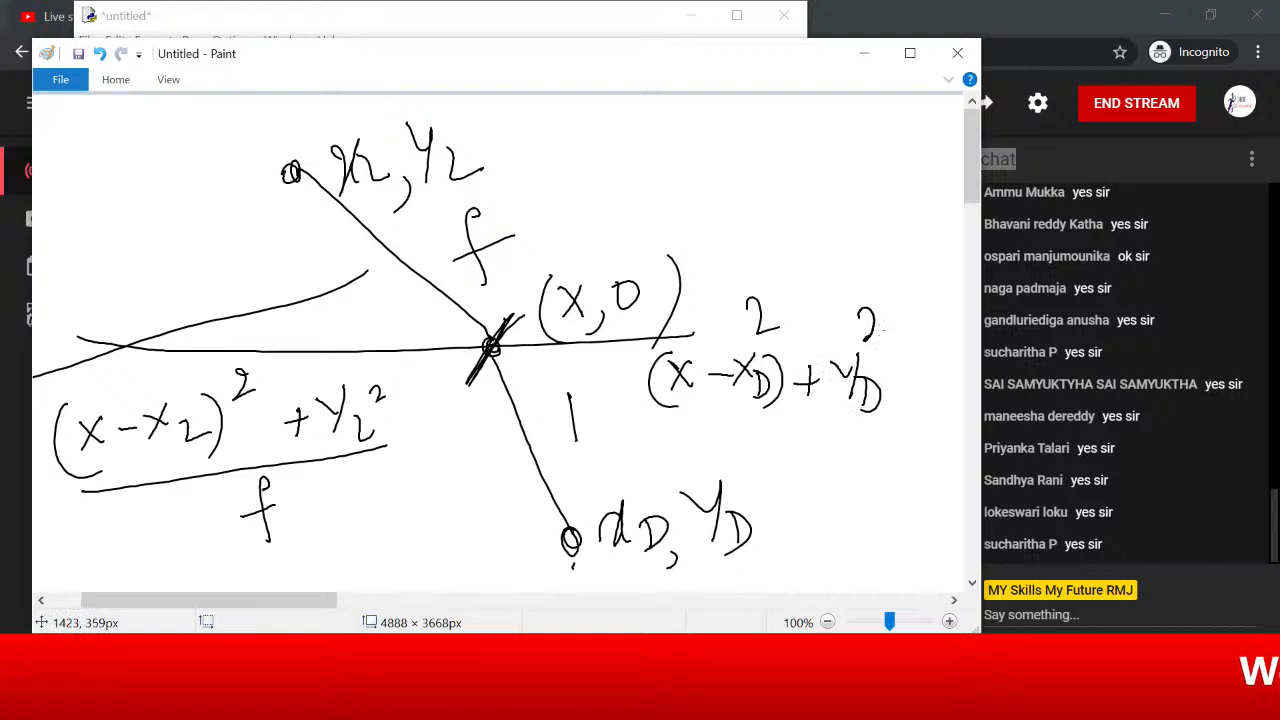 Live s
*untitled*
Untitled - Paint
Incognito
File
Home
View
END STREAM
chat
Ammu Mukka yes sir
Bhavani reddy Katha yes sir
ospari manjumounika ok sir
naga padmaja yes sir
gandluriediga anusha yes sir
sucharitha P yes sir
SAI SAMYUKTYHA SAI SAMYUKTHA yes sir
maneesha dereddy yes sir
Priyanka Talari yes sir
Sandhya Rani yes sir
lokeswari loku yes sir
sucharitha P yes sir
MY Skills My Future RMJ
Say something...
x2, y2
f
(x, 0)
(x - xD)² + yD²
(x - x2)² + y2²
f
1
xD, yD
1423, 359px
4888 × 3668px
100%
W